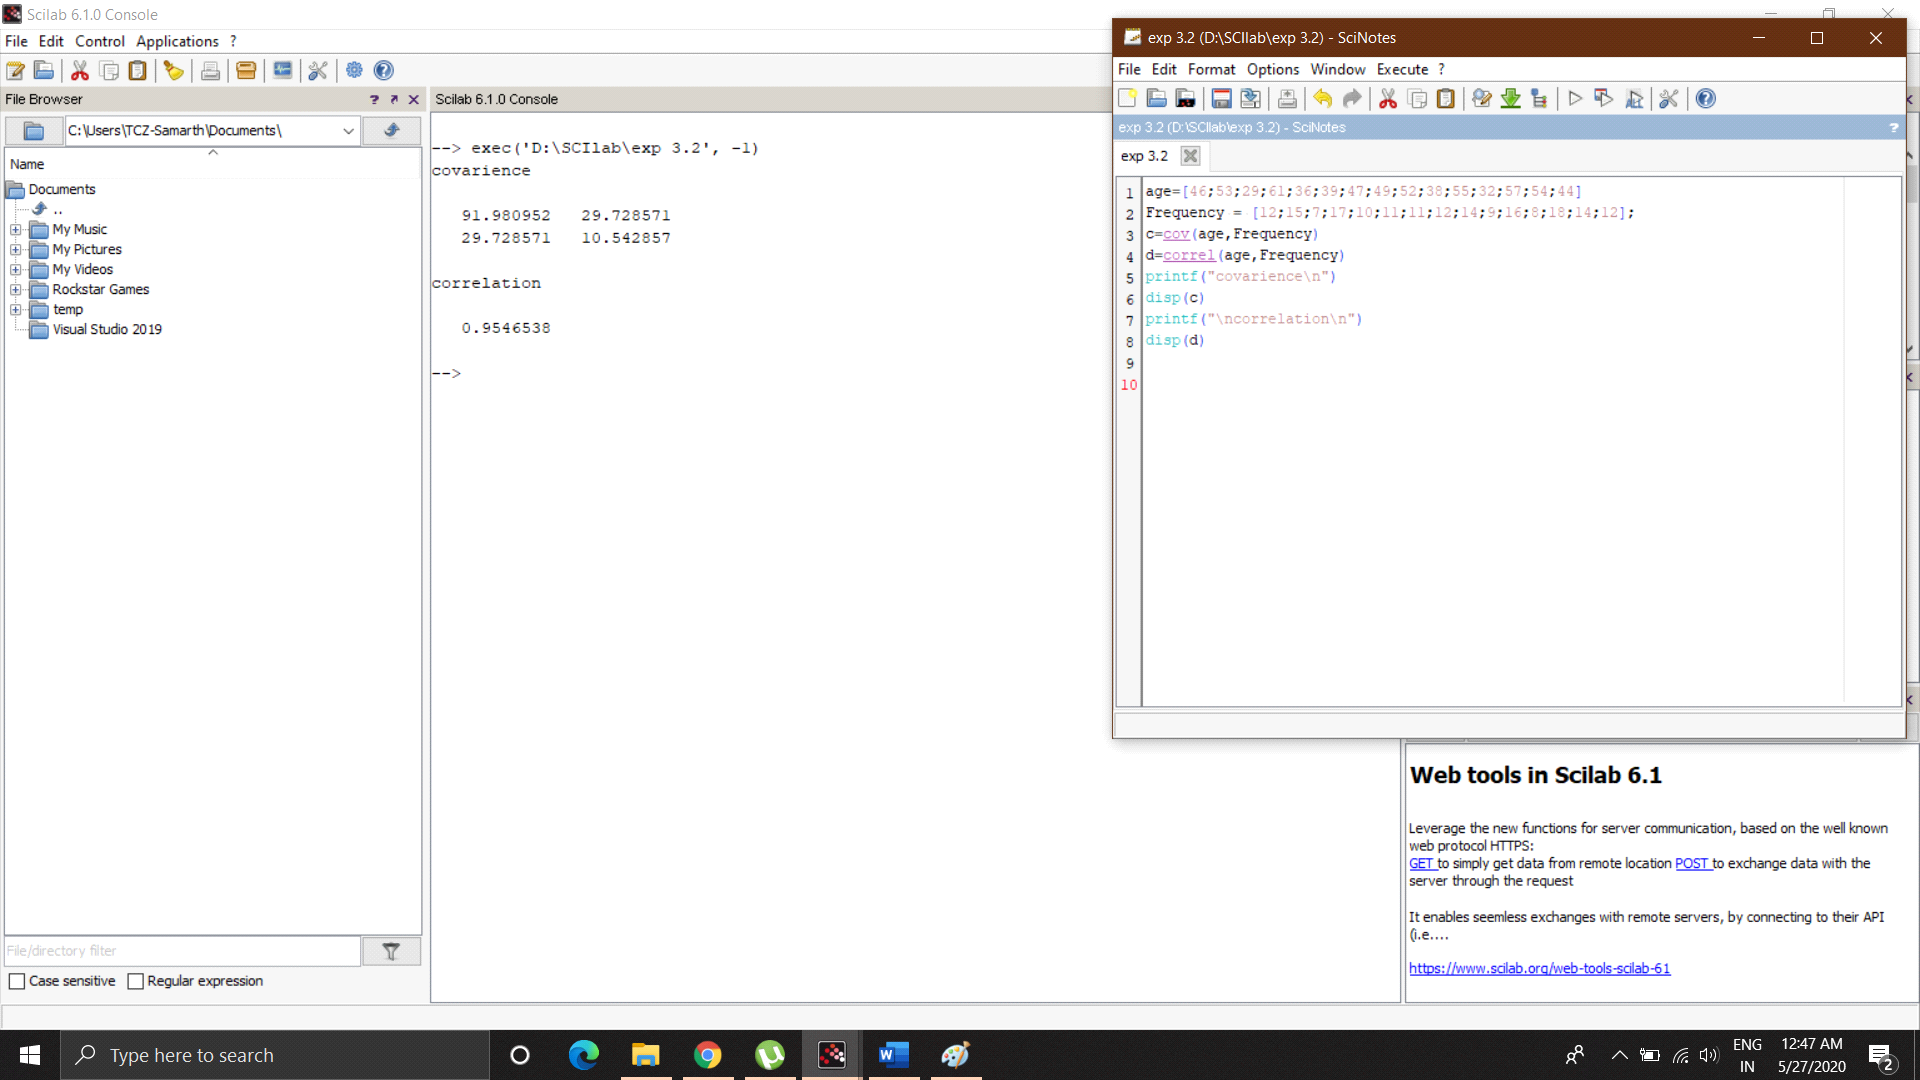 Scilab 6.1.0 Console
File Edit Control Applications ?
File Browser ? ↗ ×
C:\Users\TCZ-Samarth\Documents\
Name
Documents
..
My Music
My Pictures
My Videos
Rockstar Games
temp
Visual Studio 2019
File/directory filter
Case sensitive Regular expression
Scilab 6.1.0 Console
--> exec('D:\SCIlab\exp 3.2', -1)
covarience
91.980952 29.728571
29.728571 10.542857
correlation
0.9546538
-->
exp 3.2 (D:\SCIlab\exp 3.2) - SciNotes
File Edit Format Options Window Execute ?
exp 3.2 (D:\SCIlab\exp 3.2) - SciNotes ?
exp 3.2
1 age=[46;53;29;61;36;39;47;49;52;38;55;32;57;54;44]
2 Frequency = [12;15;7;17;10;11;11;12;14;9;16;8;18;14;12];
3 c=cov(age,Frequency)
4 d=correl(age,Frequency)
5 printf("covarience\n")
6 disp(c)
7 printf("\ncorrelation\n")
8 disp(d)
9
10
Web tools in Scilab 6.1
Leverage the new functions for server communication, based on the well known
web protocol HTTPS:
GET to simply get data from remote location POST to exchange data with the
server through the request
It enables seemless exchanges with remote servers, by connecting to their API
(i.e....
https://www.scilab.org/web-tools-scilab-61
Type here to search
ENG
IN
12:47 AM
5/27/2020
2